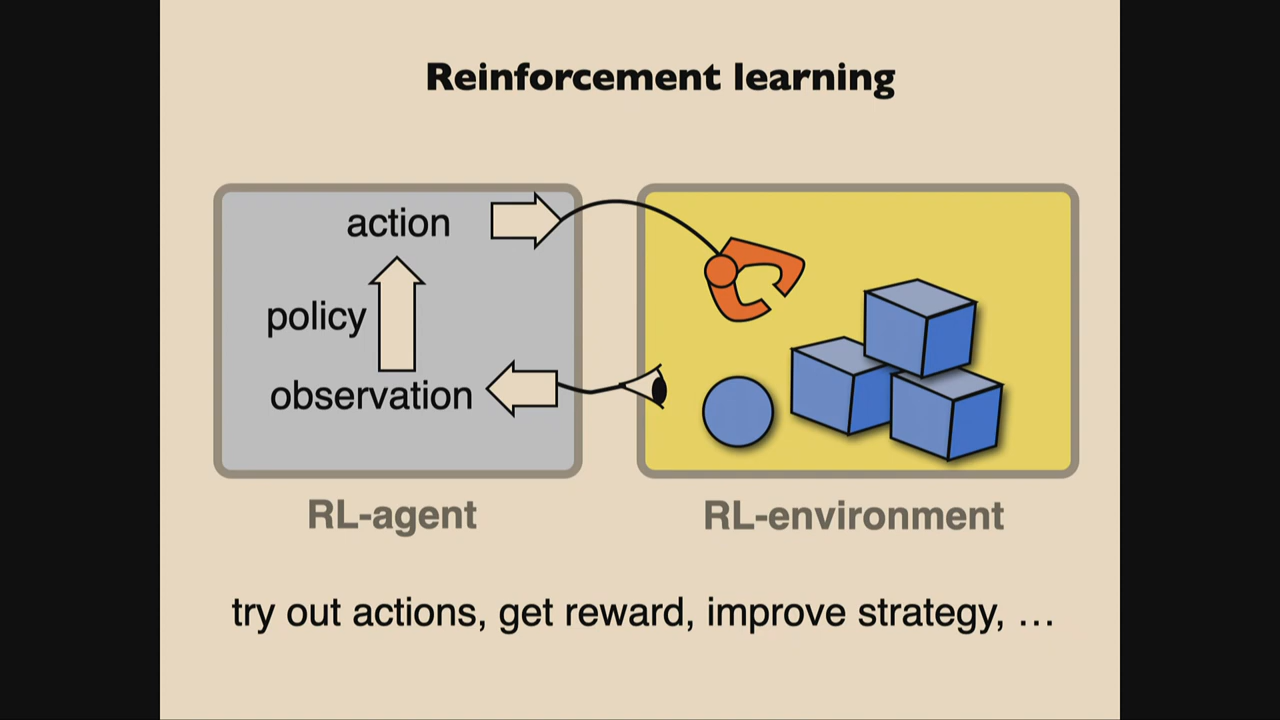 Reinforcement learning
action
policy
observation
RL-agent
RL-environment
try out actions, get reward, improve strategy, …